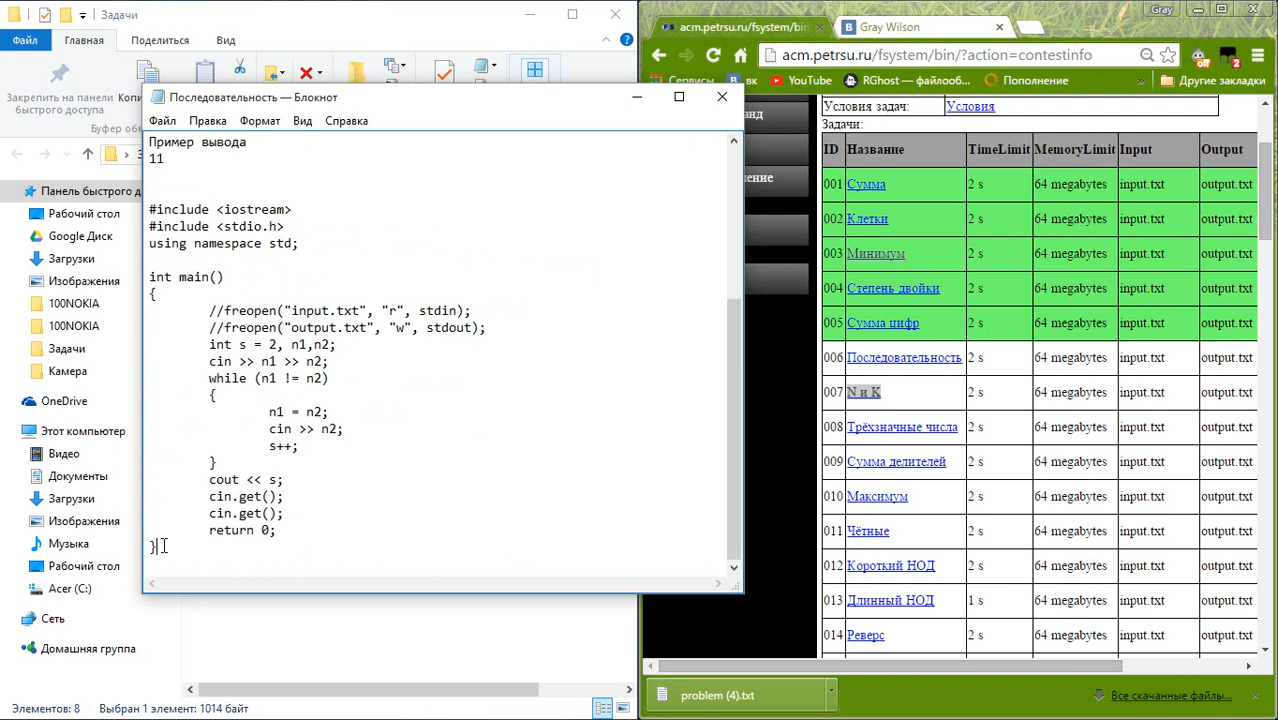 Задачи
Файл
Главная
Поделиться
Вид
Закрепить на панели
быстрого доступа
Копи
Буфер об
Панель быстрого д
Рабочий стол
Google Диск
Загрузки
Изображения
100NOKIA
100NOKIA
Задачи
Камера
OneDrive
Этот компьютер
Видео
Документы
Загрузки
Изображения
Музыка
Рабочий стол
Acer (C:)
Сеть
Домашняя группа
Элементов: 8
Выбран 1 элемент: 1014 байт
Последовательность — Блокнот
Файл
Правка
Формат
Вид
Справка
Пример вывода
11
#include <iostream>
#include <stdio.h>
using namespace std;
int main()
{
//freopen("input.txt", "r", stdin);
//freopen("output.txt", "w", stdout);
int s = 2, n1,n2;
cin >> n1 >> n2;
while (n1 != n2)
{
n1 = n2;
cin >> n2;
s++;
}
cout << s;
cin.get();
cin.get();
return 0;
}
Gray
acm.petrsu.ru/fsystem/bin/
Gray Wilson
acm.petrsu.ru/fsystem/bin/?action=contestinfo
Сервисы
вк
YouTube
RGhost — файлооб...
Пополнение
»
Другие закладки
анд
ление
Условия задач:
Условия
Задачи:
ID Название TimeLimit MemoryLimit Input Output
001 Сумма 2 s 64 megabytes input.txt output.txt
002 Клетки 2 s 64 megabytes input.txt output.txt
003 Минимум 2 s 64 megabytes input.txt output.txt
004 Степень двойки 2 s 64 megabytes input.txt output.txt
005 Сумма цифр 2 s 64 megabytes input.txt output.txt
006 Последовательность 2 s 64 megabytes input.txt output.txt
007 N и K 2 s 64 megabytes input.txt output.txt
008 Трёхзначные числа 2 s 64 megabytes input.txt output.txt
009 Сумма делителей 2 s 64 megabytes input.txt output.txt
010 Максимум 2 s 64 megabytes input.txt output.txt
011 Чётные 2 s 64 megabytes input.txt output.txt
012 Короткий НОД 2 s 64 megabytes input.txt output.txt
013 Длинный НОД 1 s 64 megabytes input.txt output.txt
014 Реверс 2 s 64 megabytes input.txt output.txt
problem (4).txt
Все скачанные файлы...